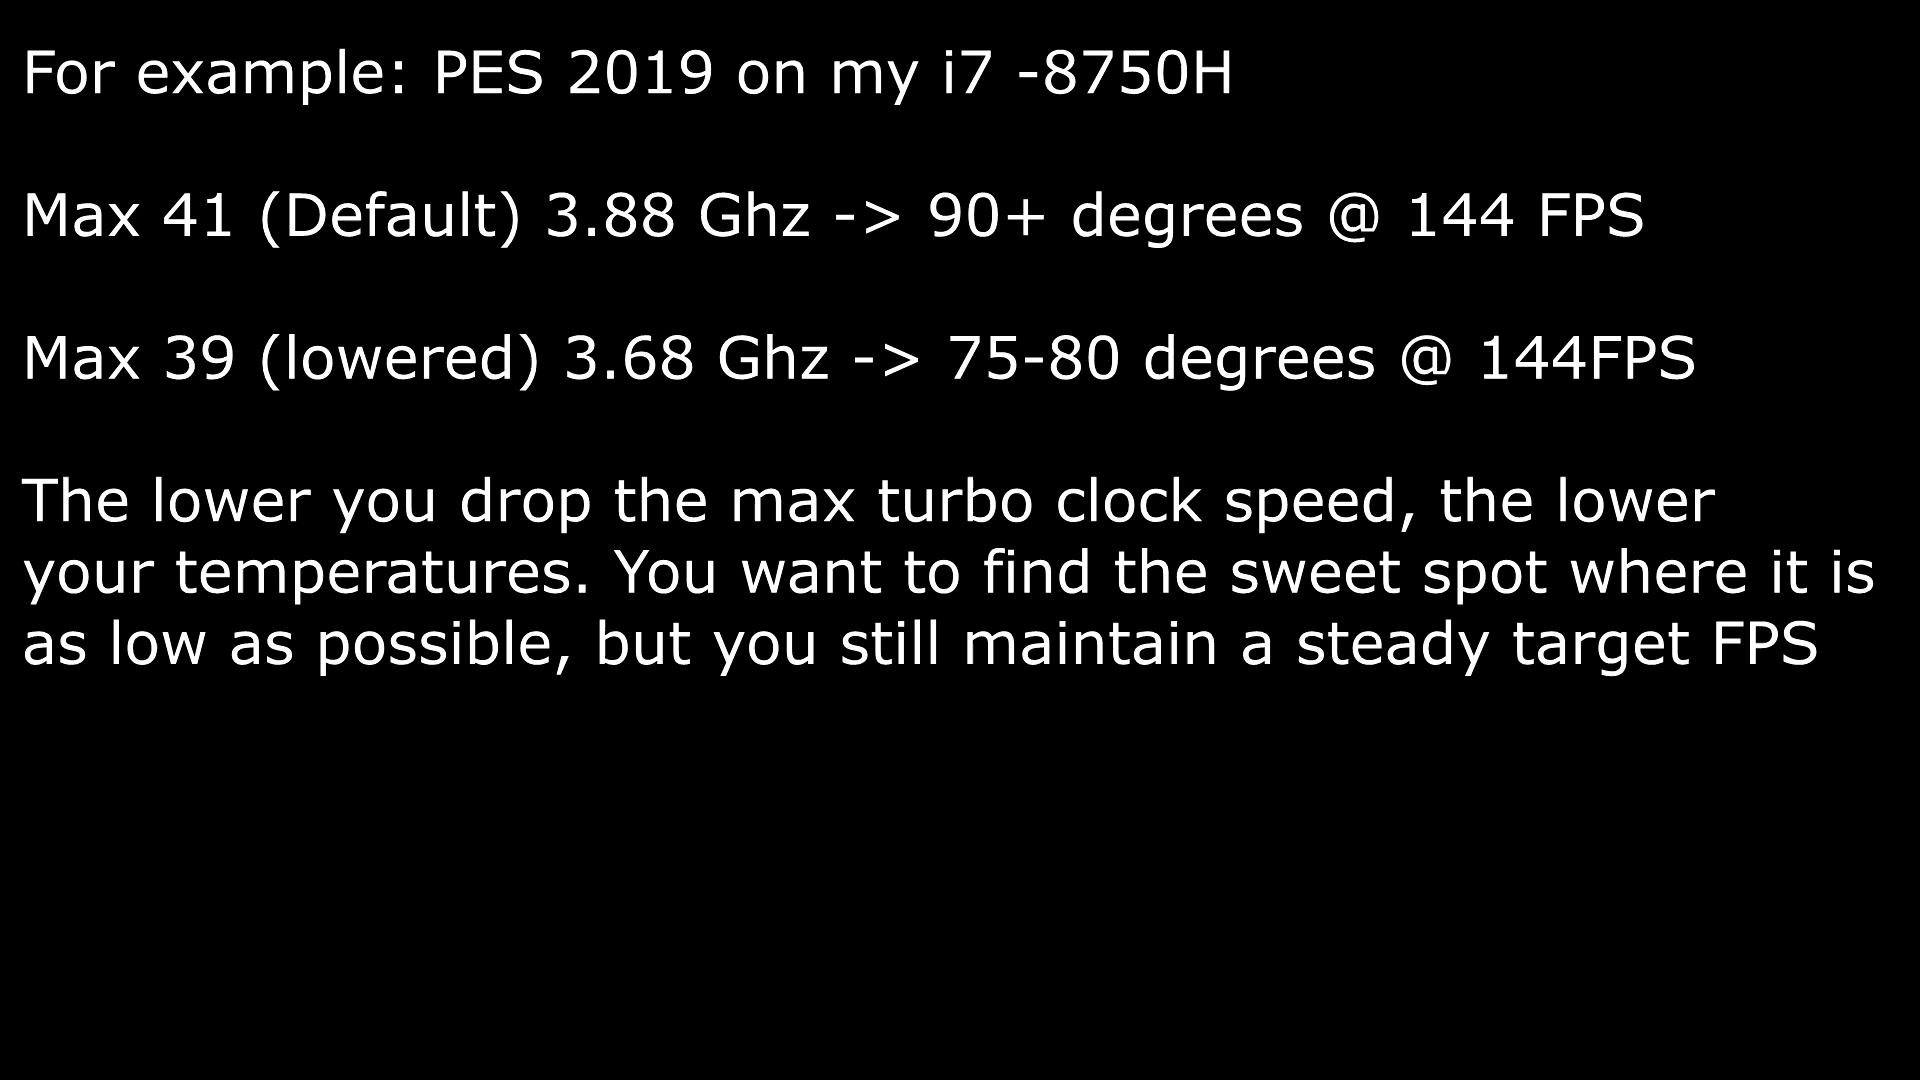 For example: PES 2019 on my i7 -8750H
Max 41 (Default) 3.88 Ghz -> 90+ degrees @ 144 FPS
Max 39 (lowered) 3.68 Ghz -> 75-80 degrees @ 144FPS
The lower you drop the max turbo clock speed, the lower
your temperatures. You want to find the sweet spot where it is
as low as possible, but you still maintain a steady target FPS